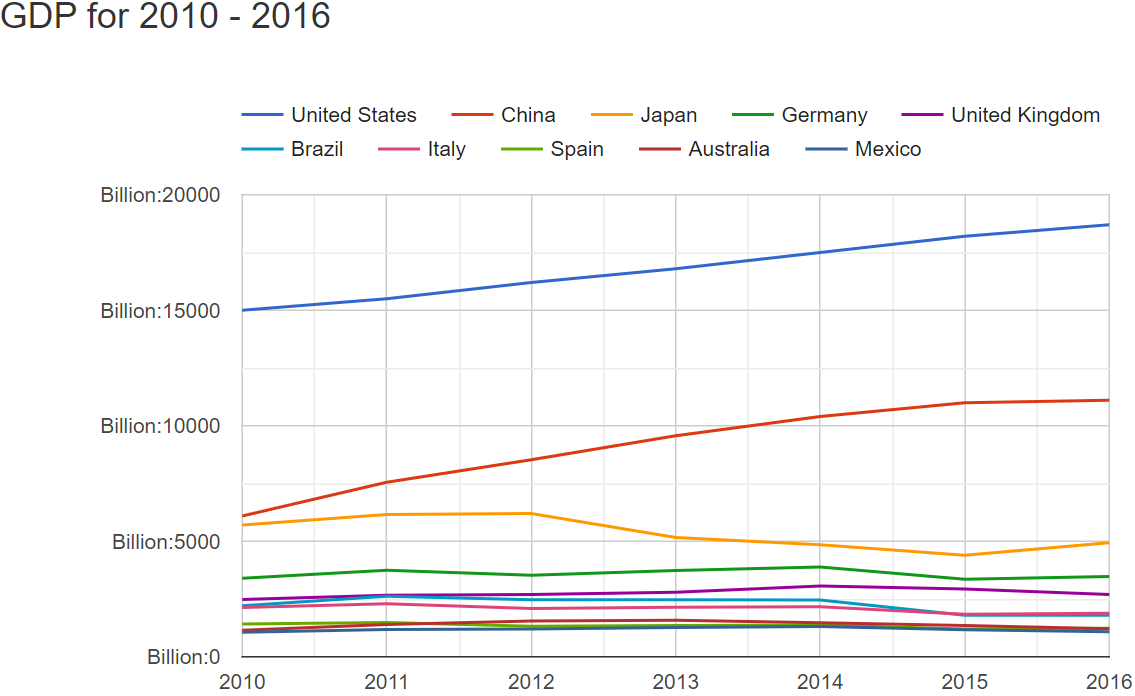 GDP for 2010 - 2016
United States China Japan Germany United Kingdom
Brazil Italy Spain Australia Mexico
Billion:20000
Billion:15000
Billion:10000
Billion:5000
Billion:0
2010 2011 2012 2013 2014 2015 2016